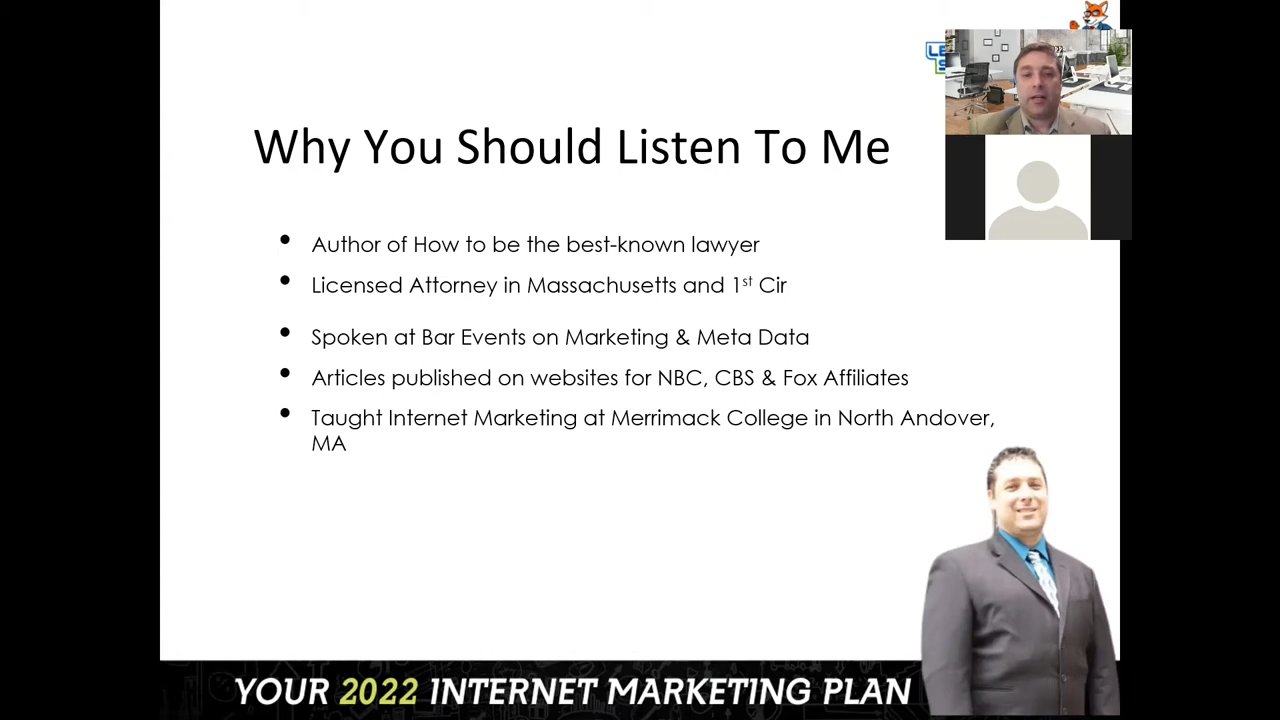 Why You Should Listen To Me
• Author of How to be the best-known lawyer
• Licensed Attorney in Massachusetts and 1st Cir
• Spoken at Bar Events on Marketing & Meta Data
• Articles published on websites for NBC, CBS & Fox Affiliates
• Taught Internet Marketing at Merrimack College in North Andover,
MA
YOUR 2022 INTERNET MARKETING PLAN